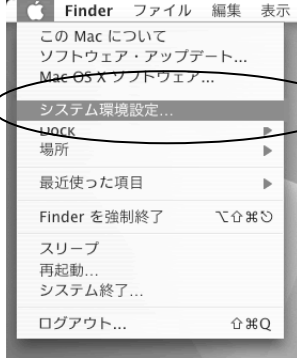 Finder ファイル 編集 表示
この Mac について
ソフトウェア・アップデート...
Mac OS X ソフトウェア...
システム環境設定...
Dock
場所
最近使った項目
Finder を強制終了 ⌥⇧⌘⎋
スリープ
再起動...
システム終了...
ログアウト... ⇧⌘Q